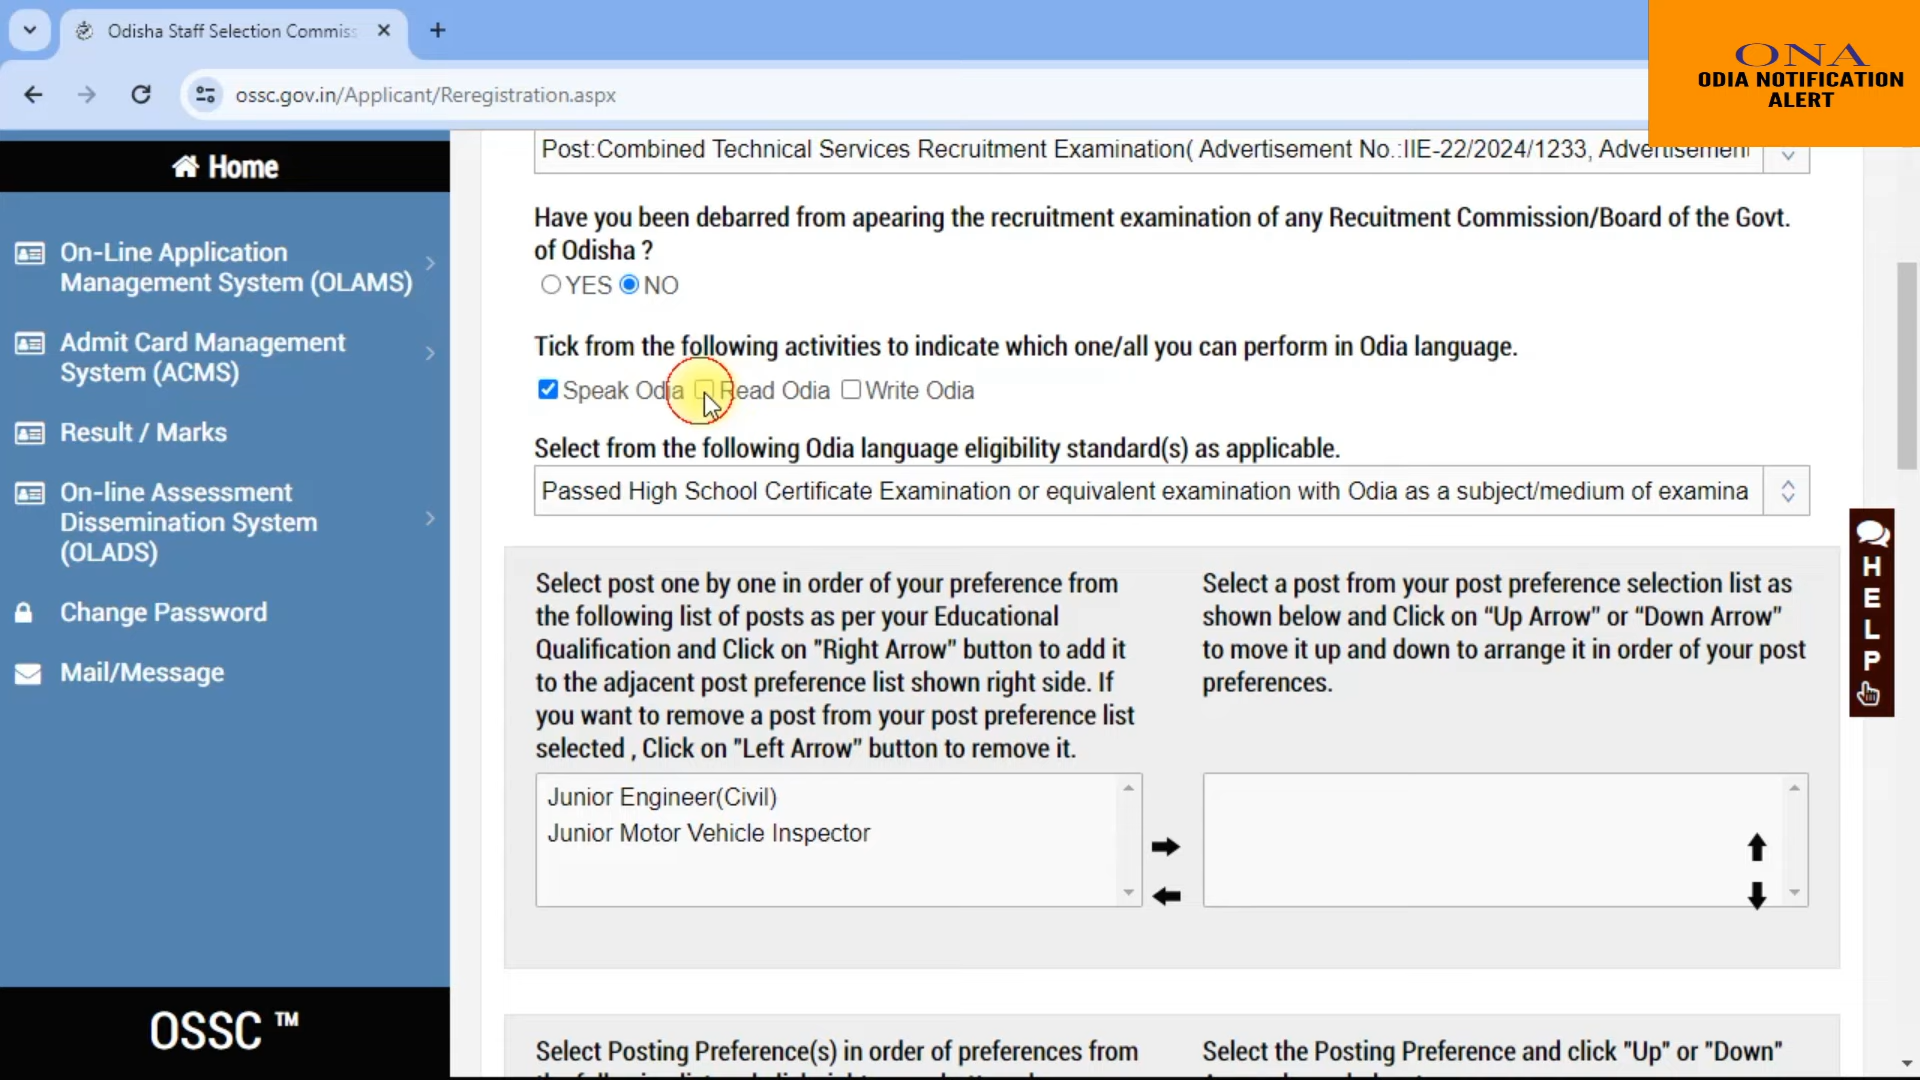 Odisha Staff Selection Commiss
ONA
ODIA NOTIFICATION
ALERT
ossc.gov.in/Applicant/Reregistration.aspx
Home
On-Line Application
Management System (OLAMS)
Admit Card Management
System (ACMS)
Result / Marks
On-line Assessment
Dissemination System
(OLADS)
Change Password
Mail/Message
OSSC ™
Post:Combined Technical Services Recruitment Examination( Advertisement No.:IIE-22/2024/1233, Advertisement
Have you been debarred from apearing the recruitment examination of any Recuitment Commission/Board of the Govt.
of Odisha ?
YES NO
Tick from the following activities to indicate which one/all you can perform in Odia language.
Speak Odia Read Odia Write Odia
Select from the following Odia language eligibility standard(s) as applicable.
Passed High School Certificate Examination or equivalent examination with Odia as a subject/medium of examina
Select post one by one in order of your preference from
the following list of posts as per your Educational
Qualification and Click on "Right Arrow" button to add it
to the adjacent post preference list shown right side. If
you want to remove a post from your post preference list
selected , Click on "Left Arrow" button to remove it.
Select a post from your post preference selection list as
shown below and Click on “Up Arrow” or “Down Arrow”
to move it up and down to arrange it in order of your post
preferences.
Junior Engineer(Civil)
Junior Motor Vehicle Inspector
HELP
Select Posting Preference(s) in order of preferences from
Select the Posting Preference and click "Up" or "Down"